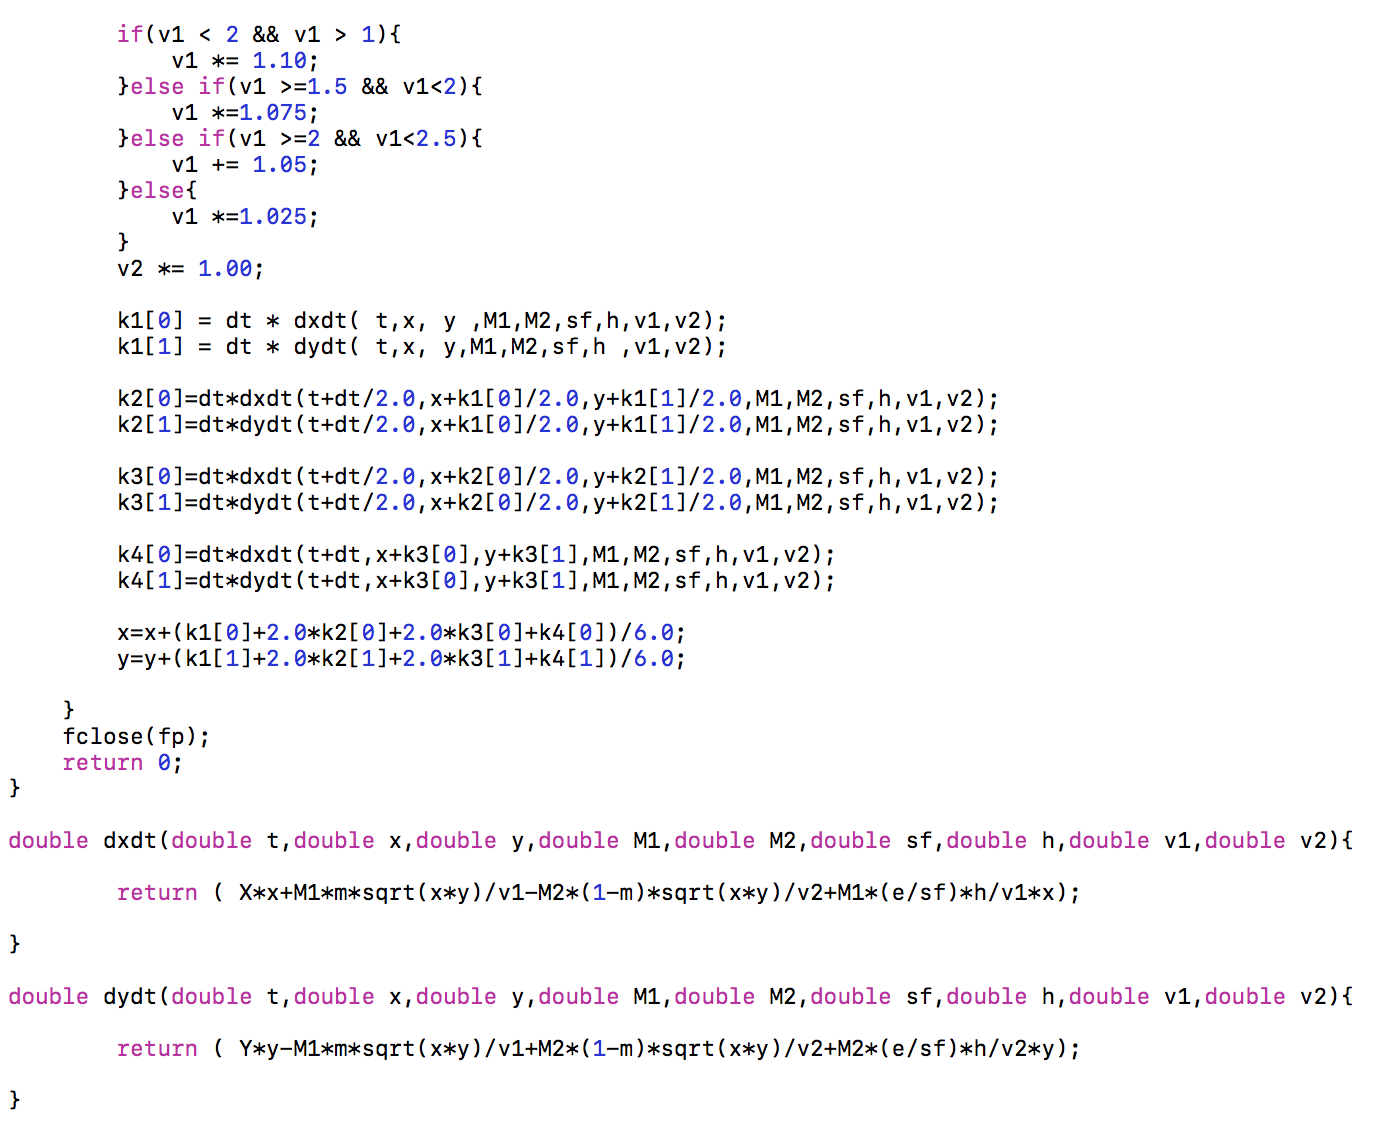 if(v1 < 2 && v1 > 1){
v1 *= 1.10;
}else if(v1 >=1.5 && v1<2){
v1 *=1.075;
}else if(v1 >=2 && v1<2.5){
v1 += 1.05;
}else{
v1 *=1.025;
}
v2 *= 1.00;
k1[0] = dt * dxdt( t,x, y ,M1,M2,sf,h,v1,v2);
k1[1] = dt * dydt( t,x, y,M1,M2,sf,h ,v1,v2);
k2[0]=dt*dxdt(t+dt/2.0,x+k1[0]/2.0,y+k1[1]/2.0,M1,M2,sf,h,v1,v2);
k2[1]=dt*dydt(t+dt/2.0,x+k1[0]/2.0,y+k1[1]/2.0,M1,M2,sf,h,v1,v2);
k3[0]=dt*dxdt(t+dt/2.0,x+k2[0]/2.0,y+k2[1]/2.0,M1,M2,sf,h,v1,v2);
k3[1]=dt*dydt(t+dt/2.0,x+k2[0]/2.0,y+k2[1]/2.0,M1,M2,sf,h,v1,v2);
k4[0]=dt*dxdt(t+dt,x+k3[0],y+k3[1],M1,M2,sf,h,v1,v2);
k4[1]=dt*dydt(t+dt,x+k3[0],y+k3[1],M1,M2,sf,h,v1,v2);
x=x+(k1[0]+2.0*k2[0]+2.0*k3[0]+k4[0])/6.0;
y=y+(k1[1]+2.0*k2[1]+2.0*k3[1]+k4[1])/6.0;
}
fclose(fp);
return 0;
}
double dxdt(double t,double x,double y,double M1,double M2,double sf,double h,double v1,double v2){
return ( X*x+M1*m*sqrt(x*y)/v1-M2*(1-m)*sqrt(x*y)/v2+M1*(e/sf)*h/v1*x);
}
double dydt(double t,double x,double y,double M1,double M2,double sf,double h,double v1,double v2){
return ( Y*y-M1*m*sqrt(x*y)/v1+M2*(1-m)*sqrt(x*y)/v2+M2*(e/sf)*h/v2*y);
}